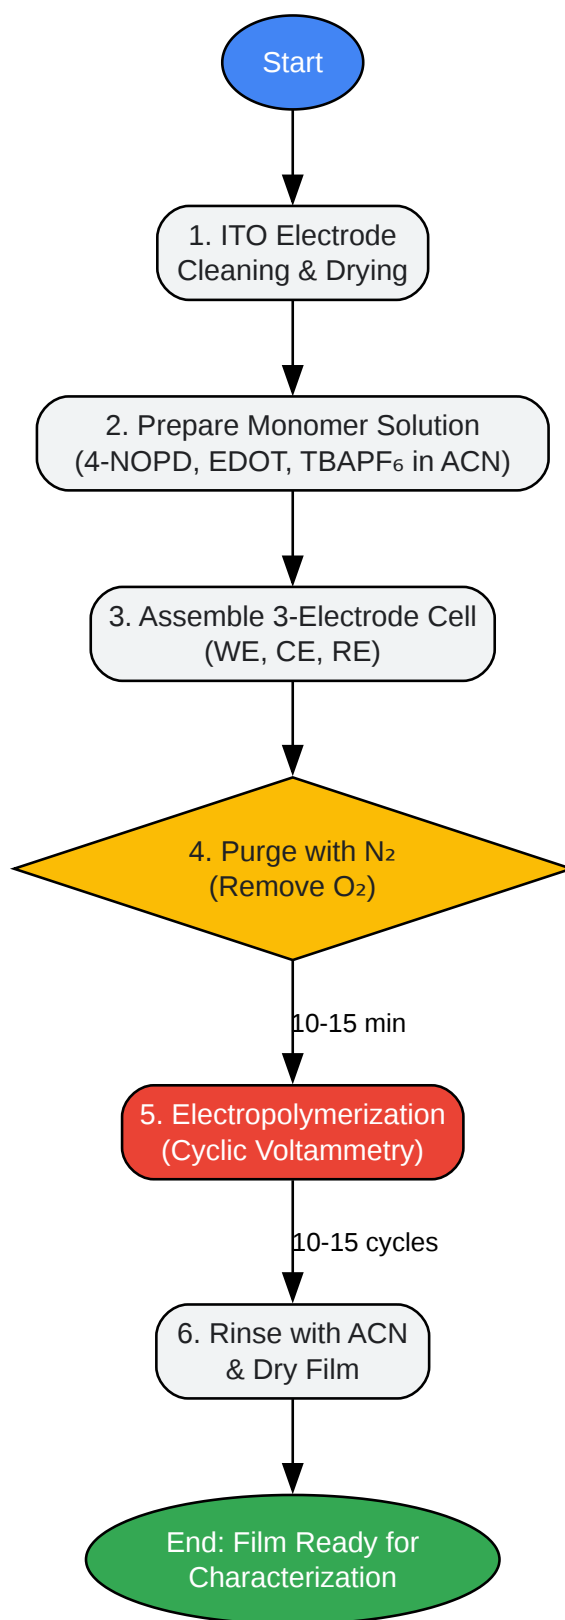 Start
1. ITO Electrode
Cleaning & Drying
2. Prepare Monomer Solution
(4-NOPD, EDOT, TBAPF₆ in ACN)
3. Assemble 3-Electrode Cell
(WE, CE, RE)
4. Purge with N₂
(Remove O₂)
10-15 min
5. Electropolymerization
(Cyclic Voltammetry)
10-15 cycles
6. Rinse with ACN
& Dry Film
End: Film Ready for
Characterization